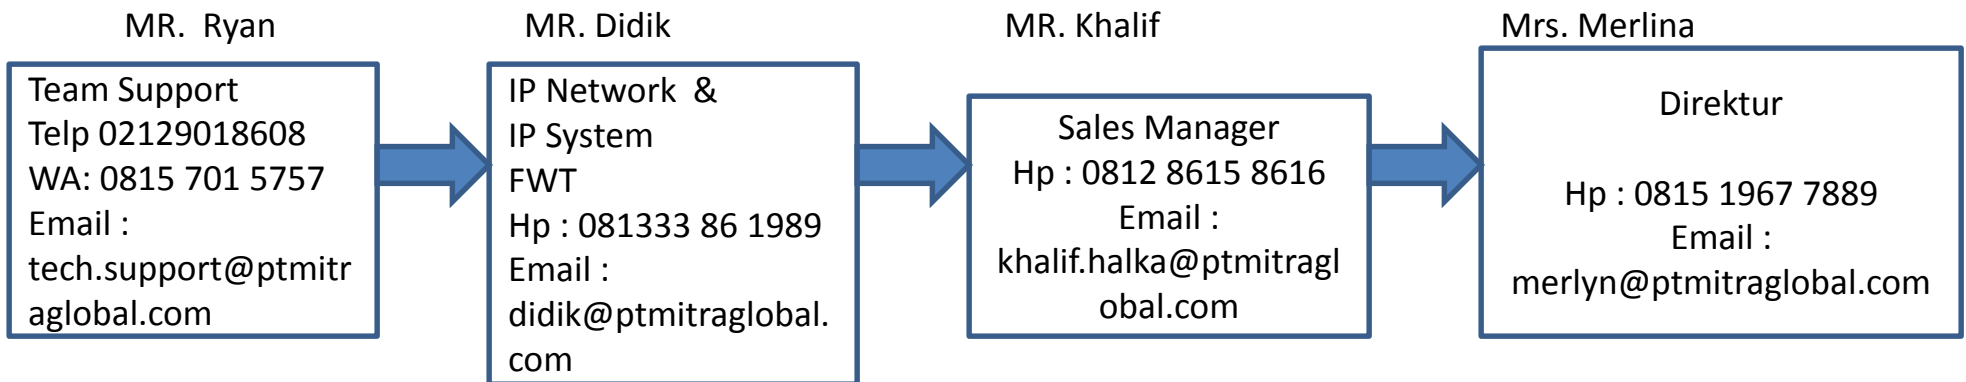 MR.  Ryan
Team Support
Telp 02129018608
WA: 0815 701 5757
Email :
tech.support@ptmitr
aglobal.com
MR. Didik
IP Network  &
IP System
FWT
Hp : 081333 86 1989
Email :
didik@ptmitraglobal.
com
MR. Khalif
Sales Manager
Hp : 0812 8615 8616
Email :
khalif.halka@ptmitragl
obal.com
Mrs. Merlina
Direktur
Hp : 0815 1967 7889
Email :
merlyn@ptmitraglobal.com